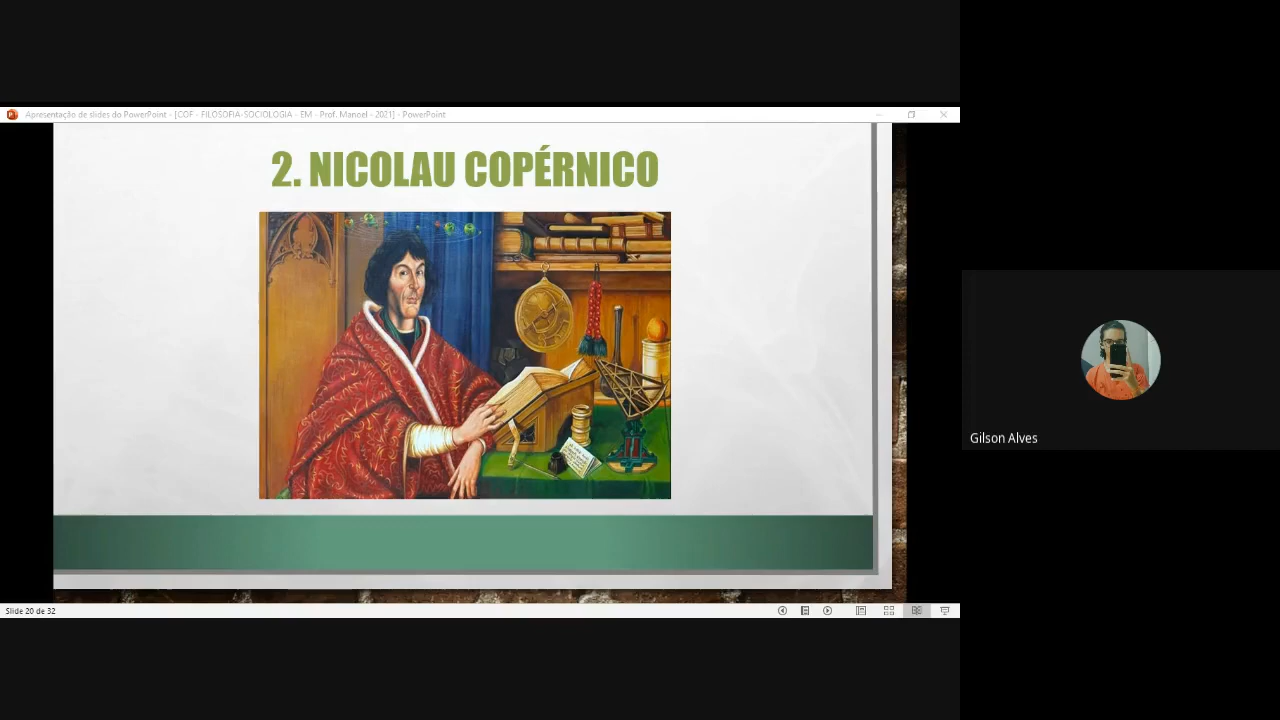 Apresentação de slides do PowerPoint - [CGF - FILOSOFIA-SOCIOLOGIA - EM - Prof. Manoel - 2021] - PowerPoint
2. NICOLAU COPÉRNICO
Gilson Alves
Slide 20 de 32